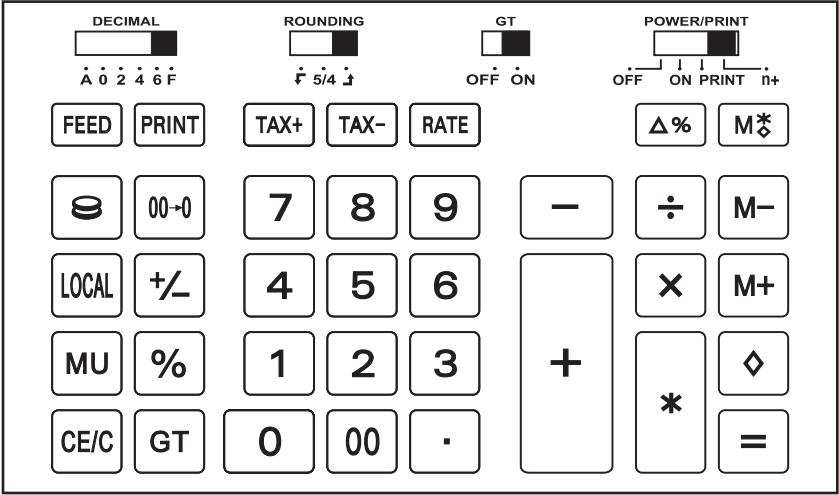 DECIMAL ROUNDING GT POWER/PRINT
A 0 2 4 6 F 5/4 OFF ON OFF ON PRINT n+
FEED PRINT TAX+ TAX− RATE △% M*◇
00→0 7 8 9 − ÷ M−
LOCAL +/− 4 5 6 × M+
MU % 1 2 3 + ◇
CE/C GT 0 00 · * =